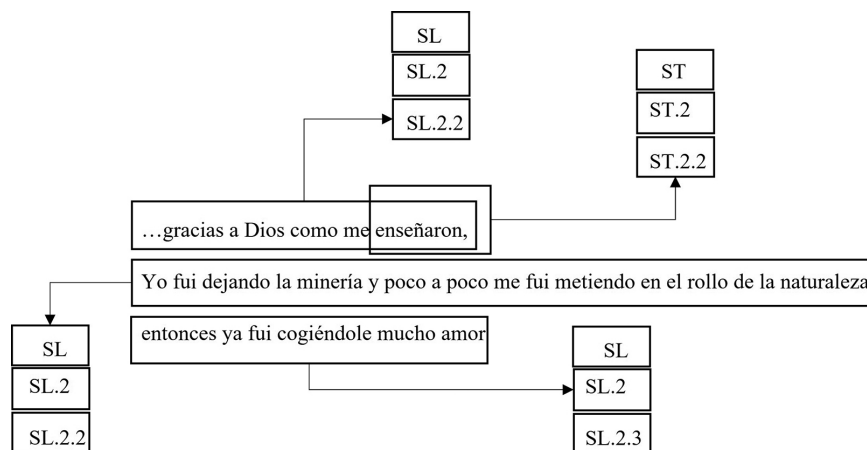 SL
SL.2
SL.2.2
ST
ST.2
ST.2.2
…gracias a Dios como me enseñaron,
Yo fui dejando la minería y poco a poco me fui metiendo en el rollo de la naturaleza
entonces ya fui cogiéndole mucho amor
SL
SL.2
SL.2.2
SL
SL.2
SL.2.3